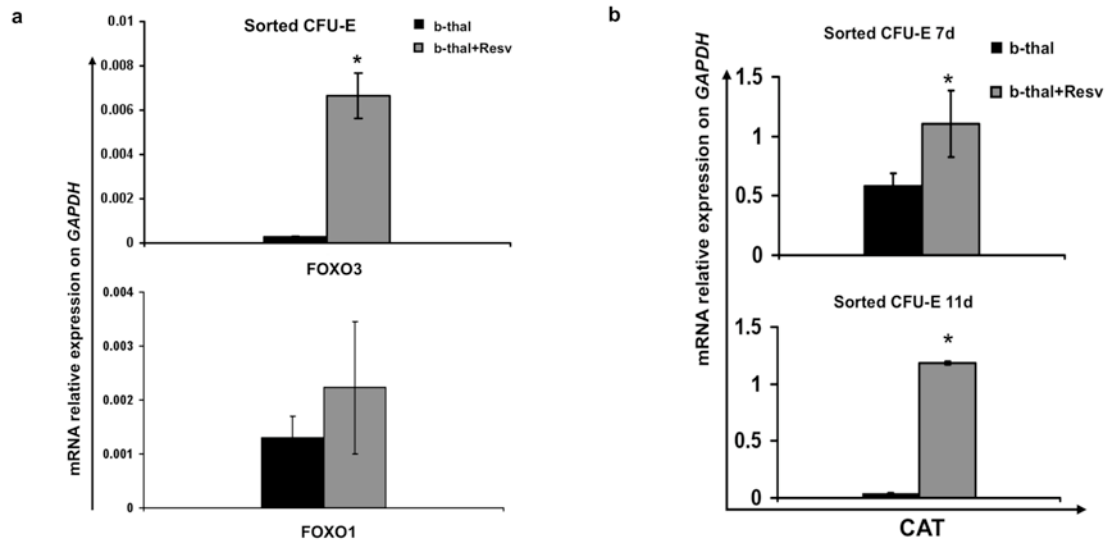 a
Sorted CFU-E
b-thal
b-thal+Resv
mRNA relative expression on GAPDH
0.01
0.008
0.006
0.004
0.002
0
*
FOXO3
0.004
0.003
0.002
0.001
0
FOXO1
b
Sorted CFU-E 7d
b-thal
b-thal+Resv
mRNA relative expression on GAPDH
1.5
1
0.5
0
*
Sorted CFU-E 11d
1.5
1
0.5
0
*
CAT